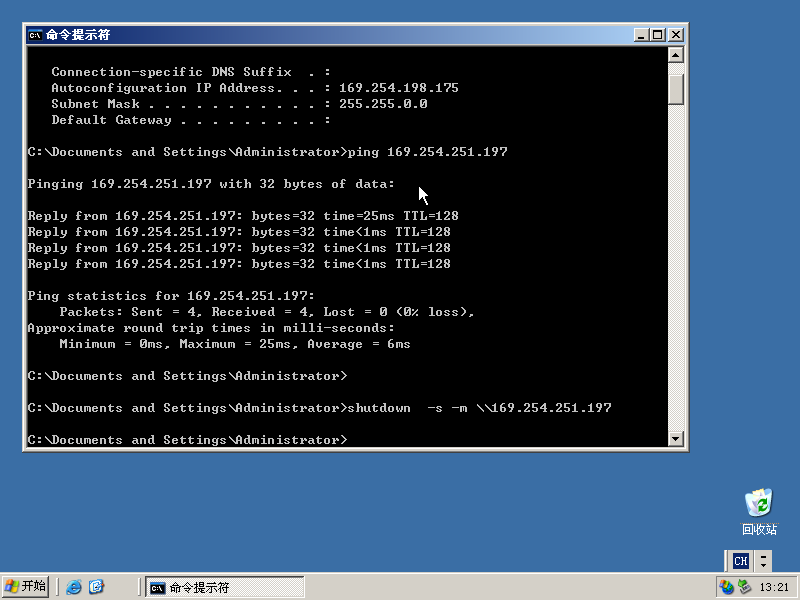 命令提示符
Connection-specific DNS Suffix  . :
Autoconfiguration IP Address. . . : 169.254.198.175
Subnet Mask . . . . . . . . . . . : 255.255.0.0
Default Gateway . . . . . . . . . :
C:\Documents and Settings\Administrator>ping 169.254.251.197
Pinging 169.254.251.197 with 32 bytes of data:
Reply from 169.254.251.197: bytes=32 time=25ms TTL=128
Reply from 169.254.251.197: bytes=32 time<1ms TTL=128
Reply from 169.254.251.197: bytes=32 time<1ms TTL=128
Reply from 169.254.251.197: bytes=32 time<1ms TTL=128
Ping statistics for 169.254.251.197:
Packets: Sent = 4, Received = 4, Lost = 0 (0% loss),
Approximate round trip times in milli-seconds:
Minimum = 0ms, Maximum = 25ms, Average = 6ms
C:\Documents and Settings\Administrator>
C:\Documents and Settings\Administrator>shutdown  -s -m \\169.254.251.197
C:\Documents and Settings\Administrator>
回收站
CH
开始
命令提示符
13:21